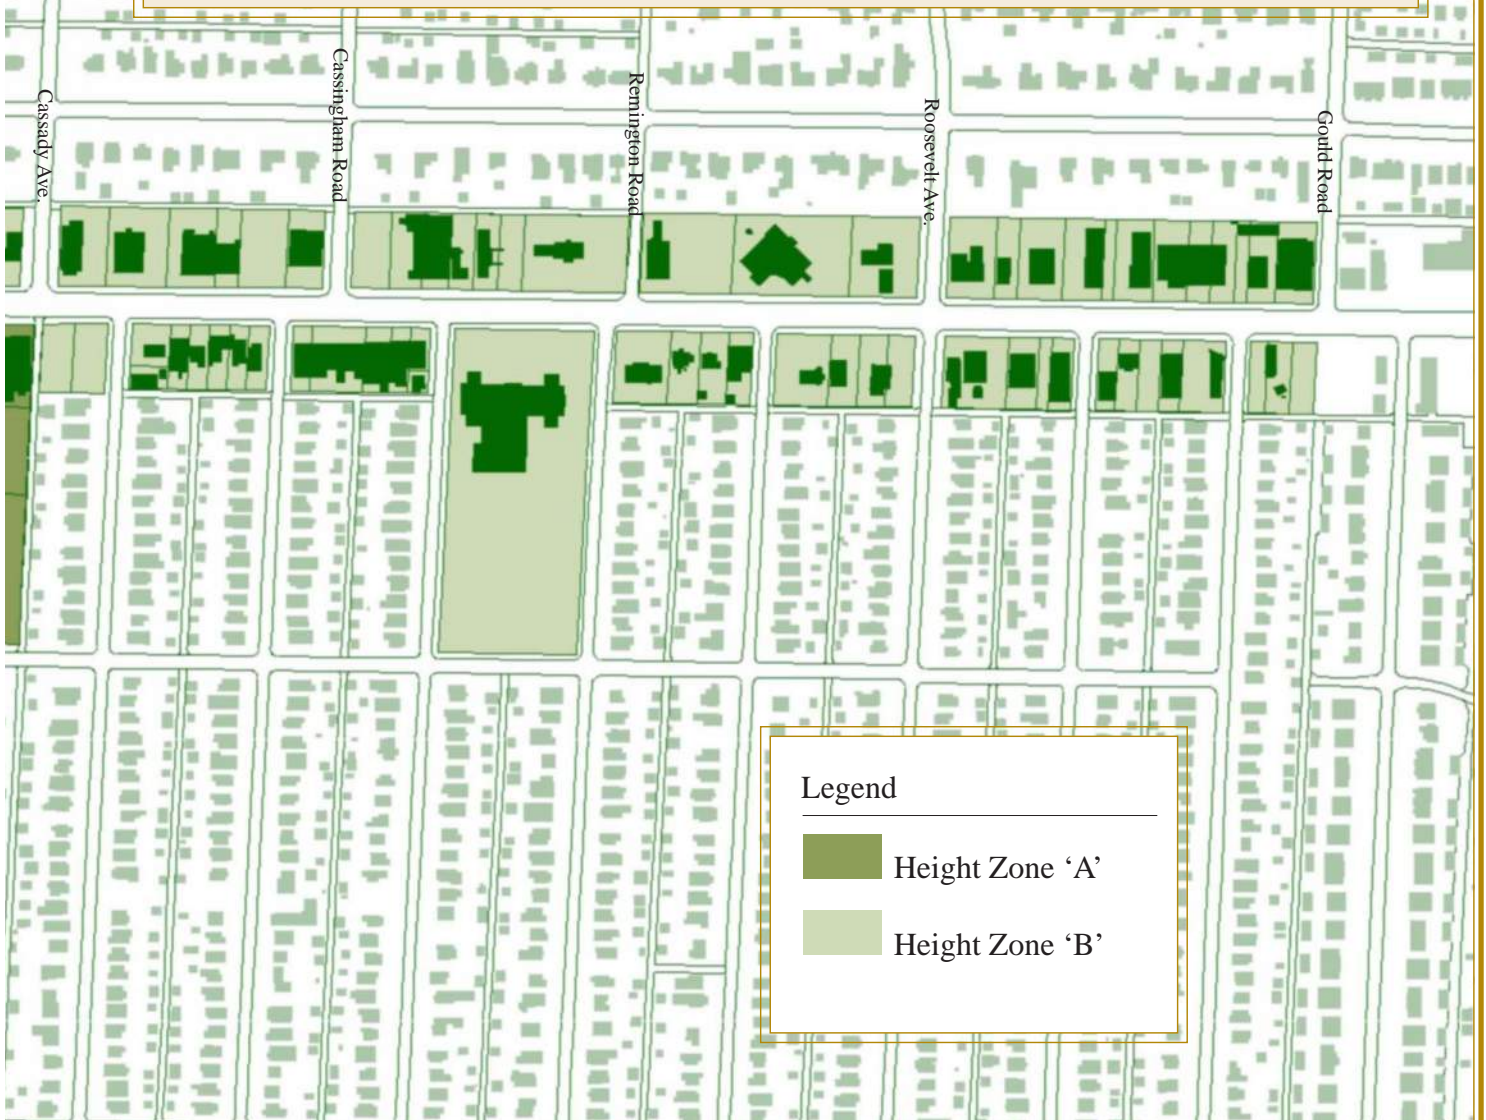 Cassady Ave.
Cassingham Road
Remington Road
Roosevelt Ave.
Gould Road
Legend
Height Zone ‘A’
Height Zone ‘B’